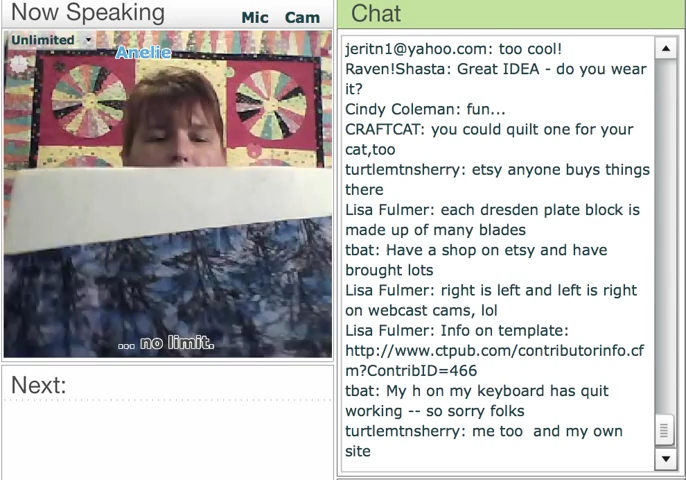 Now Speaking
Mic Cam
Unlimited
Anelie
... no limit.
Next:
Chat
jeritn1@yahoo.com: too cool!
Raven!Shasta: Great IDEA - do you wear
it?
Cindy Coleman: fun...
CRAFTCAT: you could quilt one for your
cat,too
turtlemtnsherry: etsy anyone buys things
there
Lisa Fulmer: each dresden plate block is
made up of many blades
tbat: Have a shop on etsy and have
brought lots
Lisa Fulmer: right is left and left is right
on webcast cams, lol
Lisa Fulmer: Info on template:
http://www.ctpub.com/contributorinfo.cf
m?ContribID=466
tbat: My h on my keyboard has quit
working -- so sorry folks
turtlemtnsherry: me too  and my own
site